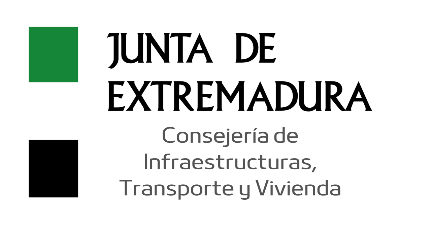 JUNTA DE
EXTREMADURA
Consejería de
Infraestructuras,
Transporte y Vivienda